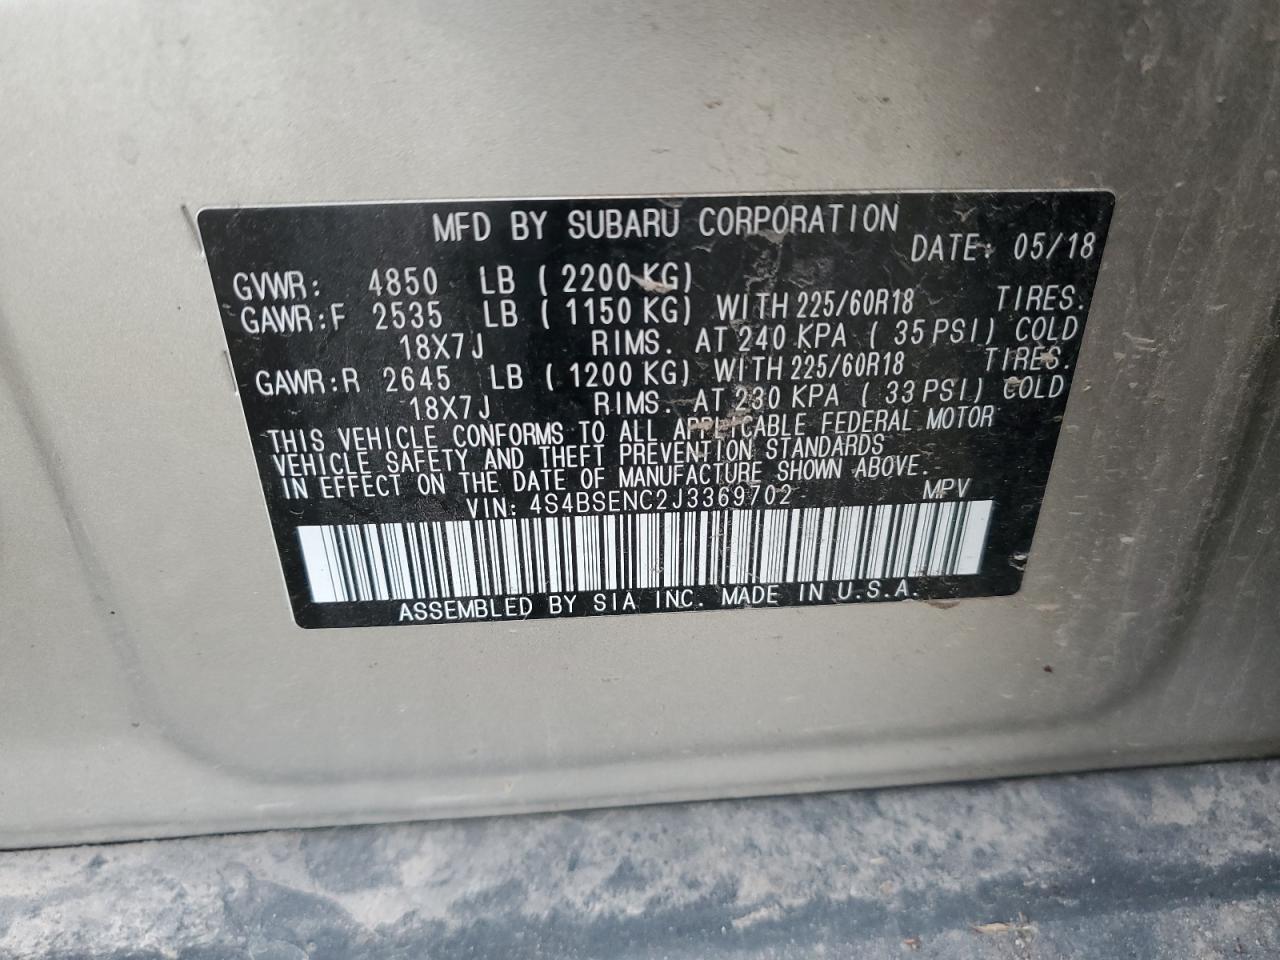 MFD BY SUBARU CORPORATION
DATE: 05/18
GVWR: 4850 LB ( 2200 KG)
GAWR:F 2535 LB ( 1150 KG) WITH 225/60R18 TIRES.
18X7J RIMS. AT 240 KPA ( 35 PSI) COLD
GAWR:R 2645 LB ( 1200 KG) WITH 225/60R18 TIRES.
18X7J RIMS. AT 230 KPA ( 33 PSI) COLD
THIS VEHICLE CONFORMS TO ALL APPLICABLE FEDERAL MOTOR
VEHICLE SAFETY AND THEFT PREVENTION STANDARDS
IN EFFECT ON THE DATE OF MANUFACTURE SHOWN ABOVE.
VIN: 4S4BSENC2J3369702 MPV
ASSEMBLED BY SIA INC. MADE IN U.S.A.